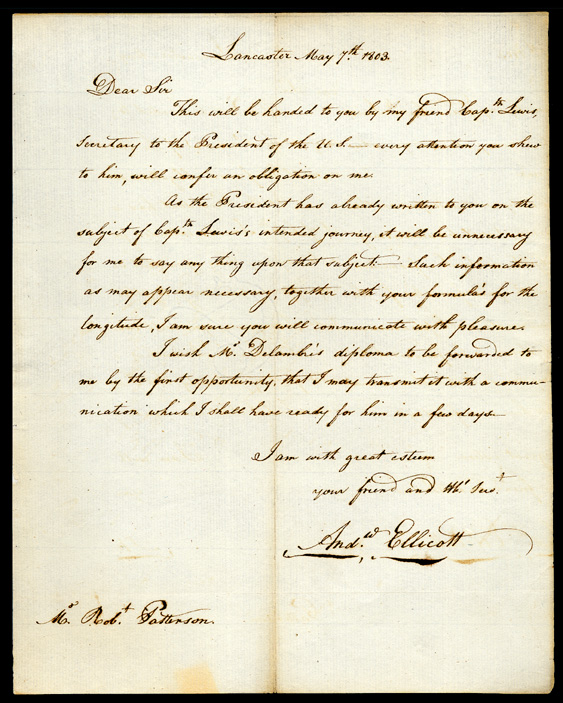 Lancaster May 7th. 1803.
Dear Sir
This will be handed to you by my friend Capt.n Lewis,
Secretary to the President of the U. S. — every attention you shew
to him, will confer an obligation on me.
As the President has already written to you on the
subject of Capt.n Lewis's intended journey, it will be unnecessary
for me to say any thing upon that subject. — Such information
as may appear necessary, together with your formula's for the
longitude, I am sure you will communicate with pleasure.
I wish Mr. Delambre's diploma to be forwarded to
me by the first opportunity, that I may transmit it with a commu-
nication which I shall have ready for him in a few days. —
I am with great esteem
your friend and Hb.l Serv.t
And.w Ellicott
Mr. Rob.t Patterson.